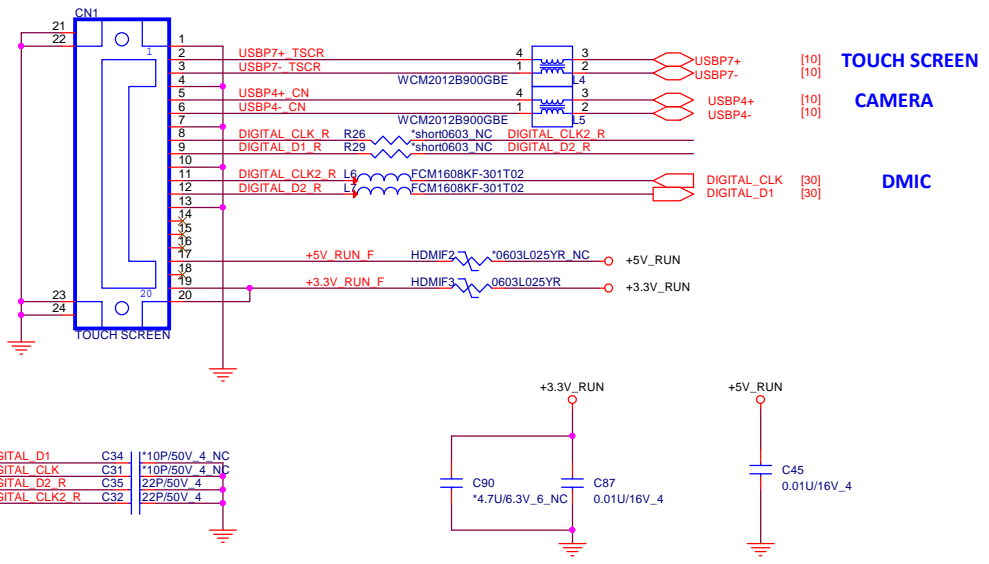 CN1
21
22
1
1
2 USBP7+_TSCR 4 3 USBP7+ [10] TOUCH SCREEN
3 USBP7-_TSCR 1 2 USBP7- [10]
4 WCM2012B900GBE L4
5 USBP4+_CN 4 3 USBP4+ [10] CAMERA
6 USBP4-_CN 1 2 USBP4- [10]
7 WCM2012B900GBE L5
8 DIGITAL_CLK_R R26 *short0603_NC DIGITAL_CLK2_R
9 DIGITAL_D1_R R29 *short0603_NC DIGITAL_D2_R
10
11 DIGITAL_CLK2_R L6 FCM1608KF-301T02 DIGITAL_CLK [30] DMIC
12 DIGITAL_D2_R L7 FCM1608KF-301T02 DIGITAL_D1 [30]
13
14
15
16
17 +5V_RUN_F HDMIF2 *0603L025YR_NC +5V_RUN
18
19 +3.3V_RUN_F HDMIF3 0603L025YR +3.3V_RUN
23 20 20
24
TOUCH SCREEN
+3.3V_RUN +5V_RUN
GITAL_D1 C34 *10P/50V_4_NC
GITAL_CLK C31 *10P/50V_4_NC
GITAL_D2_R C35 22P/50V_4
GITAL_CLK2_R C32 22P/50V_4
C90 C87 C45
*4.7U/6.3V_6_NC 0.01U/16V_4 0.01U/16V_4